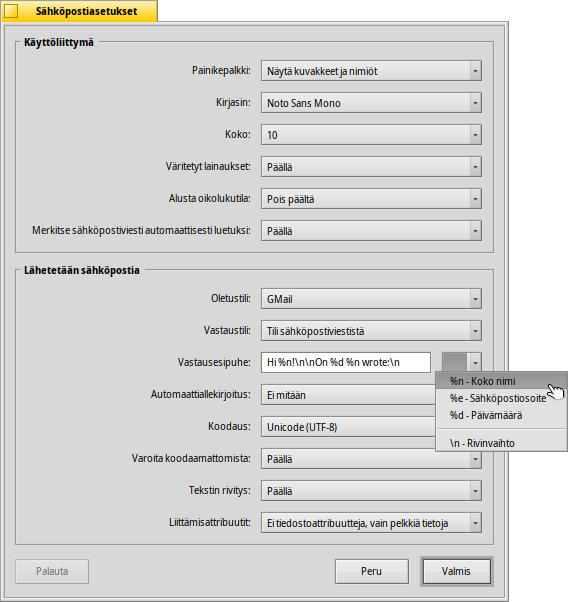 Sähköpostiasetukset
Käyttöliittymä
Painikepalkki: Näytä kuvakkeet ja nimiöt
Kirjasin: Noto Sans Mono
Koko: 10
Väritetyt lainaukset: Päällä
Alusta oikolukutila: Pois päältä
Merkitse sähköpostiviesti automaattisesti luetuksi: Päällä
Lähetetään sähköpostia
Oletustili: GMail
Vastaustili: Tili sähköpostiviestistä
Vastausesipuhe: Hi %n!\n\nOn %d %n wrote:\n
%n - Koko nimi
Automaattiallekirjoitus: Ei mitään
%e - Sähköpostiosoite
%d - Päivämäärä
Koodaus: Unicode (UTF-8)
\n - Rivinvaihto
Varoita koodaamattomista: Päällä
Tekstin rivitys: Päällä
Liittämisattribuutit: Ei tiedostoattribuutteja, vain pelkkiä tietoja
Palauta
Peru
Valmis